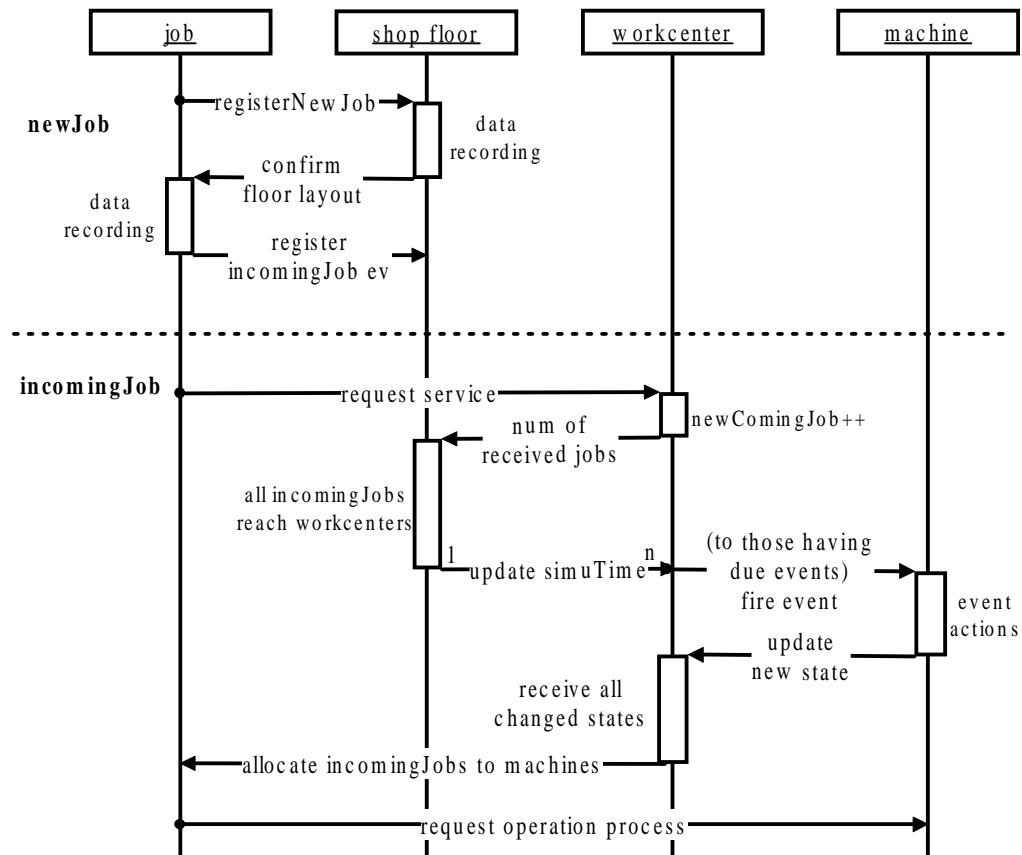 job
shop floor
workcenter
machine
registerNewJob
newJob
data
recording
confirm
floor layout
data
recording
register
incomingJob ev
incomingJob
request service
newComingJob++
num of
received jobs
all incomingJobs
reach workcenters
1
update simuTime
n
(to those having
due events)
fire event
event
actions
update
new state
receive all
changed states
allocate incomingJobs to machines
request operation process